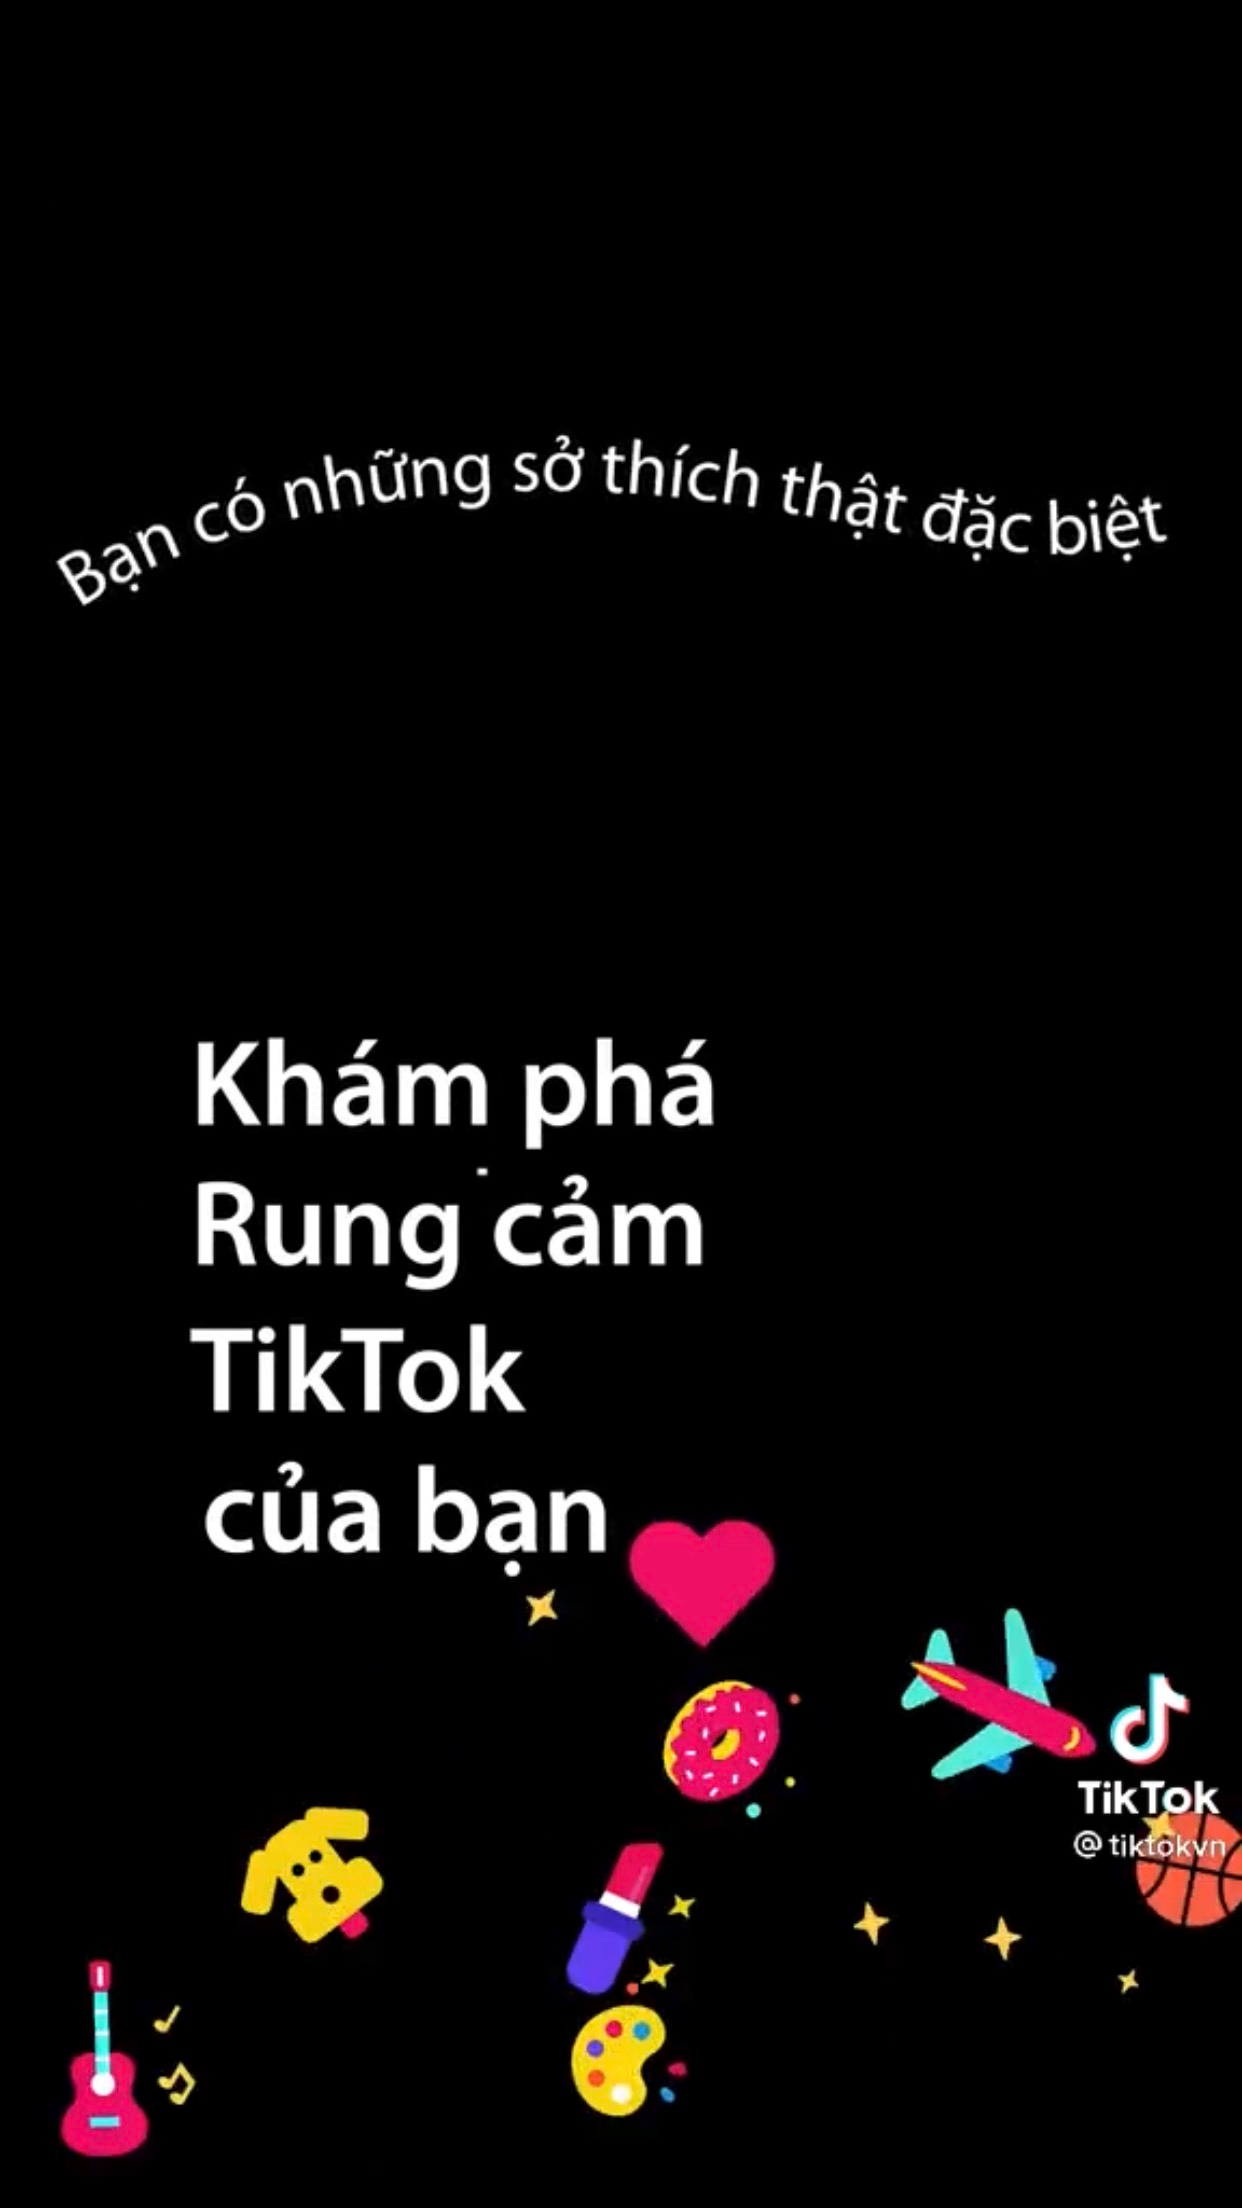 Bạn có những sở thích thật đặc biệt
Khám phá
Rung cảm
TikTok
của bạn
TikTok
@tiktokvn